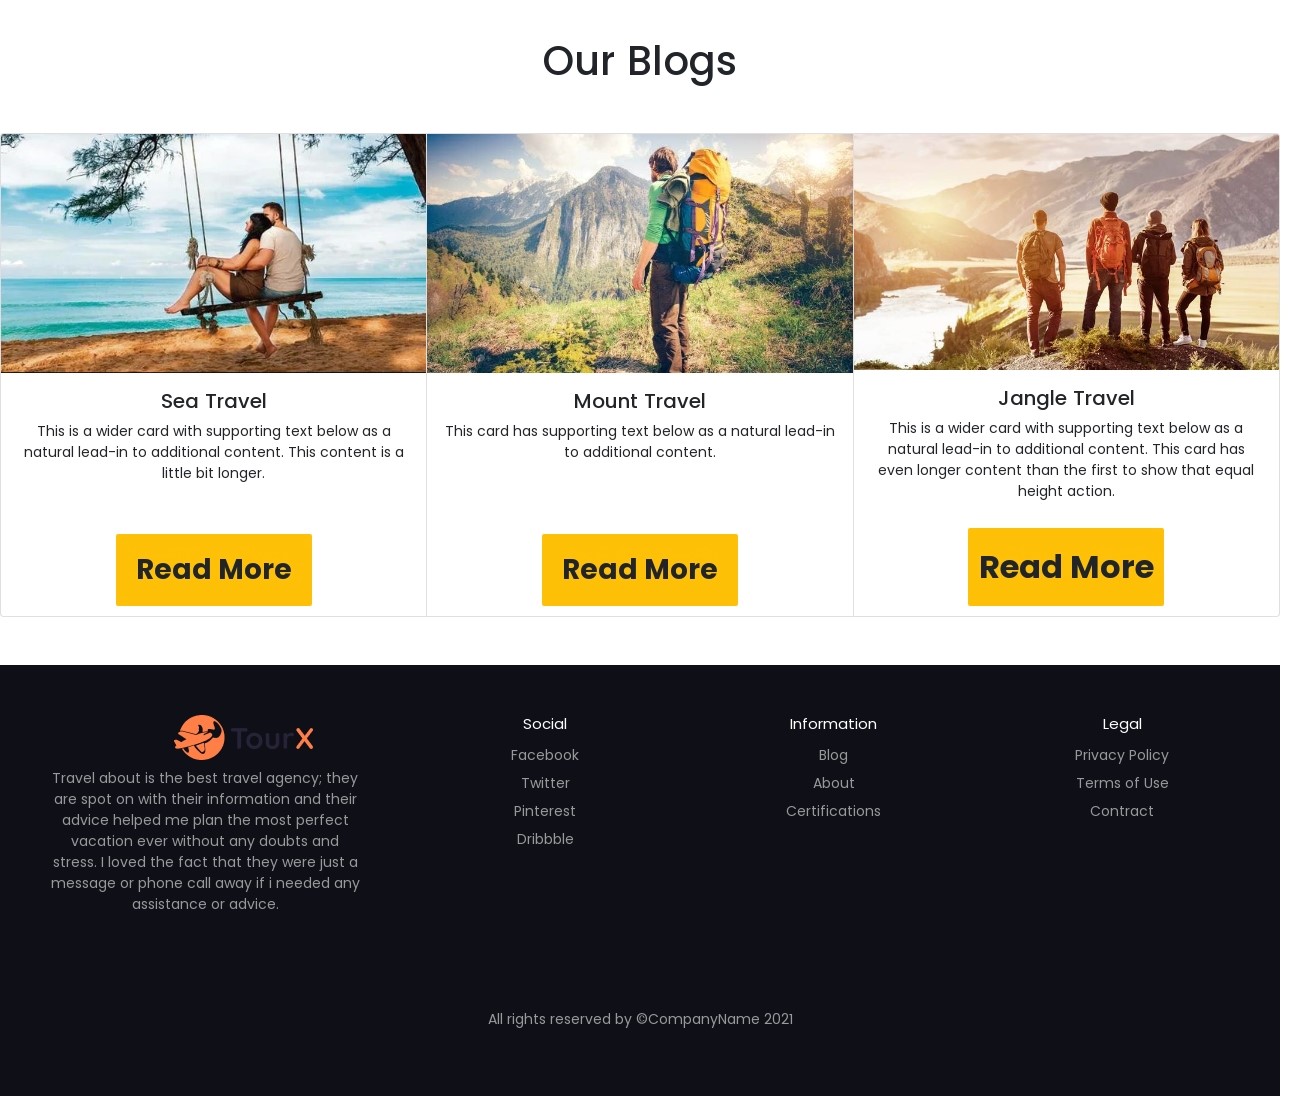 Our Blogs
Sea Travel
This is a wider card with supporting text below as a
natural lead-in to additional content. This content is a
little bit longer.
Read More
Mount Travel
This card has supporting text below as a natural lead-in
to additional content.
Read More
Jangle Travel
This is a wider card with supporting text below as a
natural lead-in to additional content. This card has
even longer content than the first to show that equal
height action.
Read More
TourX
Travel about is the best travel agency; they
are spot on with their information and their
advice helped me plan the most perfect
vacation ever without any doubts and
stress. I loved the fact that they were just a
message or phone call away if i needed any
assistance or advice.
Social
Facebook
Twitter
Pinterest
Dribbble
Information
Blog
About
Certifications
Legal
Privacy Policy
Terms of Use
Contract
All rights reserved by ©CompanyName 2021